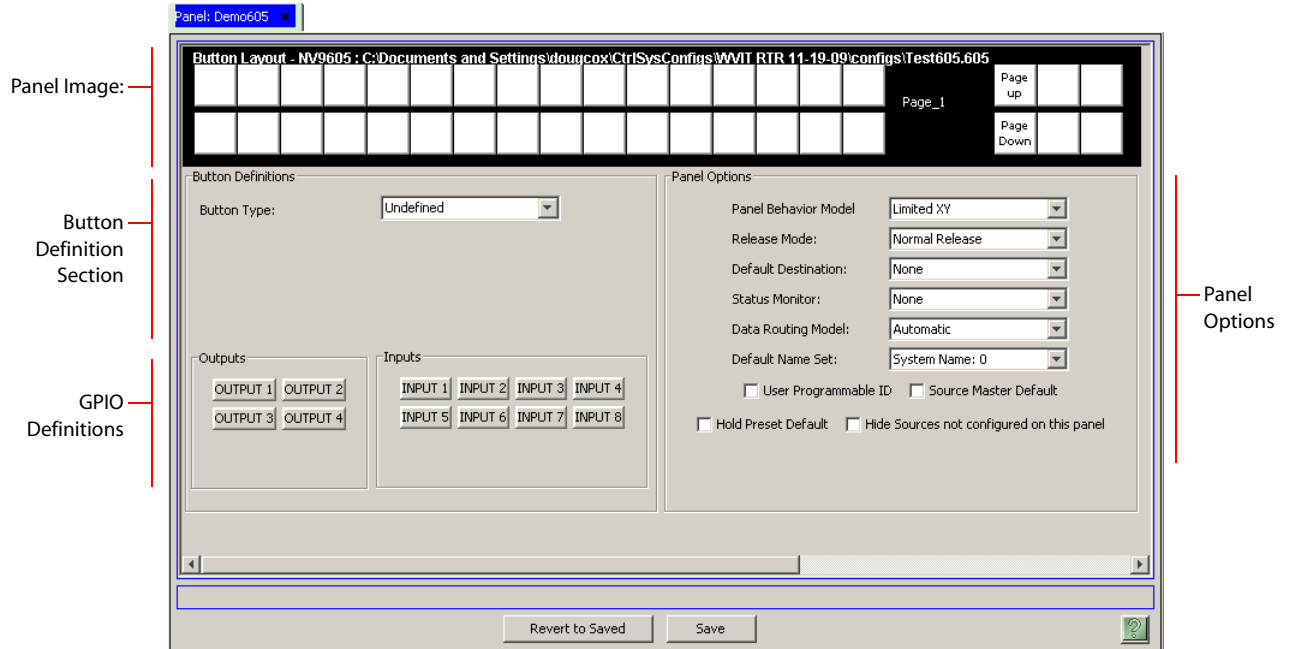 Panel: Demo605 ×
Panel Image:
Button Layout - NV9605 : C:\Documents and Settings\dougcox\CtrlSysConfigs\WVIT RTR 11-19-09\configs\Test605.605
Page_1
Page
up
Page
Down
Button
Definition
Section
Button Definitions
Button Type:
Undefined
GPIO
Definitions
Outputs
OUTPUT 1
OUTPUT 2
OUTPUT 3
OUTPUT 4
Inputs
INPUT 1
INPUT 2
INPUT 3
INPUT 4
INPUT 5
INPUT 6
INPUT 7
INPUT 8
Panel Options
Panel Behavior Model
Limited XY
Release Mode:
Normal Release
Default Destination:
None
Status Monitor:
None
Data Routing Model:
Automatic
Default Name Set:
System Name: 0
User Programmable ID
Source Master Default
Hold Preset Default
Hide Sources not configured on this panel
Panel
Options
Revert to Saved
Save
?